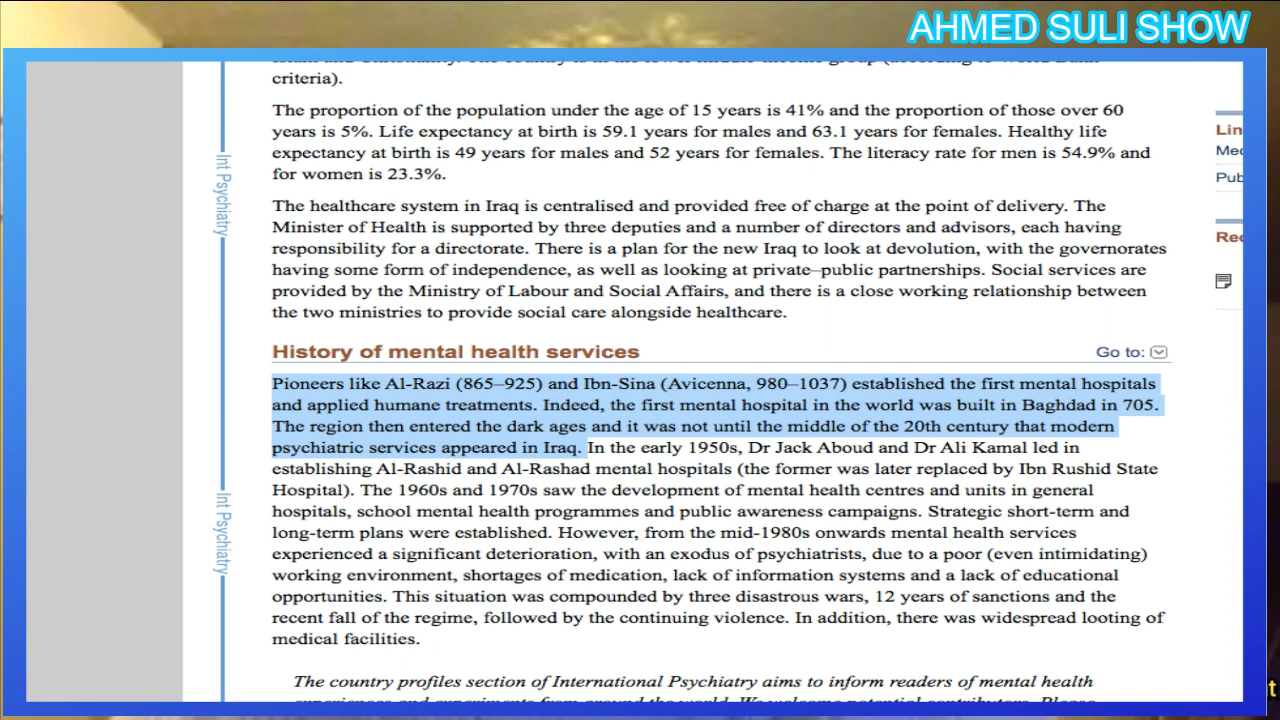 AHMED SULI SHOW
criteria).
The proportion of the population under the age of 15 years is 41% and the proportion of those over 60
years is 5%. Life expectancy at birth is 59.1 years for males and 63.1 years for females. Healthy life
expectancy at birth is 49 years for males and 52 years for females. The literacy rate for men is 54.9% and
for women is 23.3%.
The healthcare system in Iraq is centralised and provided free of charge at the point of delivery. The
Minister of Health is supported by three deputies and a number of directors and advisors, each having
responsibility for a directorate. There is a plan for the new Iraq to look at devolution, with the governorates
having some form of independence, as well as looking at private–public partnerships. Social services are
provided by the Ministry of Labour and Social Affairs, and there is a close working relationship between
the two ministries to provide social care alongside healthcare.
History of mental health services
Go to:
Pioneers like Al-Razi (865–925) and Ibn-Sina (Avicenna, 980–1037) established the first mental hospitals
and applied humane treatments. Indeed, the first mental hospital in the world was built in Baghdad in 705.
The region then entered the dark ages and it was not until the middle of the 20th century that modern
psychiatric services appeared in Iraq. In the early 1950s, Dr Jack Aboud and Dr Ali Kamal led in
establishing Al-Rashid and Al-Rashad mental hospitals (the former was later replaced by Ibn Rushid State
Hospital). The 1960s and 1970s saw the development of mental health centres and units in general
hospitals, school mental health programmes and public awareness campaigns. Strategic short-term and
long-term plans were established. However, from the mid-1980s onwards mental health services
experienced a significant deterioration, with an exodus of psychiatrists, due to a poor (even intimidating)
working environment, shortages of medication, lack of information systems and a lack of educational
opportunities. This situation was compounded by three disastrous wars, 12 years of sanctions and the
recent fall of the regime, followed by the continuing violence. In addition, there was widespread looting of
medical facilities.
The country profiles section of International Psychiatry aims to inform readers of mental health
Int Psychiatry
Int Psychiatry
Lin
Med
Pub
Rec
t